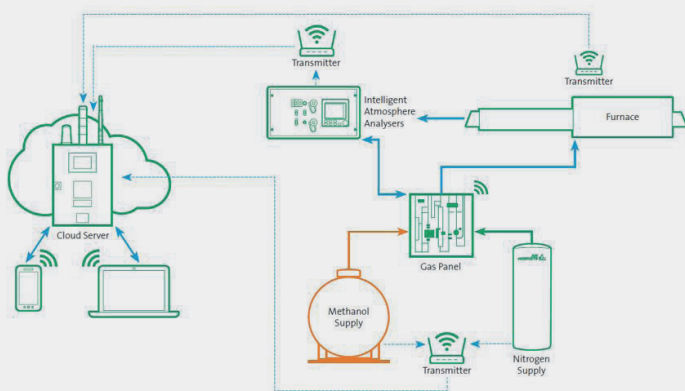 Transmitter
Transmitter
Intelligent
Atmosphere
Analysers
Furnace
Cloud Server
Gas Panel
Methanol
Supply
Transmitter
Nitrogen
Supply